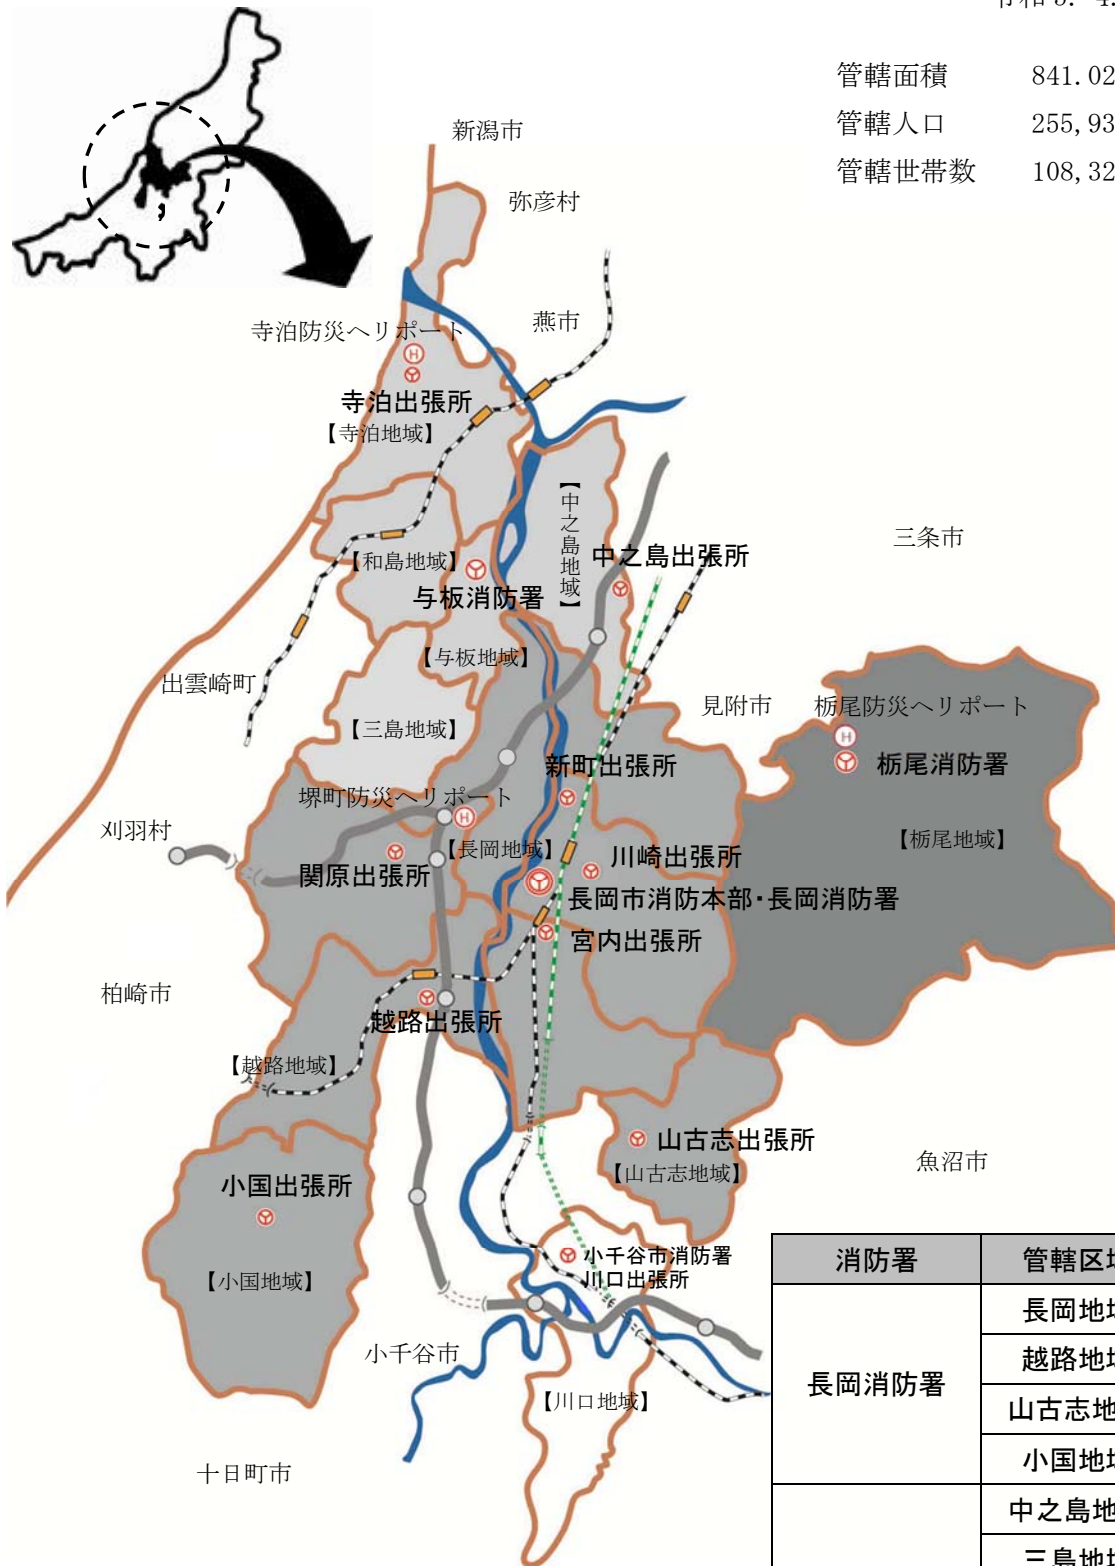 令和 5. 4.
管轄面積 841.02
管轄人口 255,93
管轄世帯数 108,32
新潟市
弥彦村
燕市
寺泊防災ヘリポート
H
寺泊出張所
【寺泊地域】
【中之島地域】
三条市
中之島出張所
【和島地域】
与板消防署
【与板地域】
出雲崎町
見附市
栃尾防災ヘリポート
H
【三島地域】
新町出張所
栃尾消防署
堺町防災ヘリポート
H
刈羽村
【長岡地域】
【栃尾地域】
川崎出張所
関原出張所
長岡市消防本部・長岡消防署
宮内出張所
柏崎市
越路出張所
【越路地域】
山古志出張所
魚沼市
【山古志地域】
小国出張所
小千谷市消防署
川口出張所
【小国地域】
小千谷市
【川口地域】
十日町市
消防署 管轄区域
長岡消防署
長岡地域
越路地域
山古志地
小国地域
中之島地
三島地域